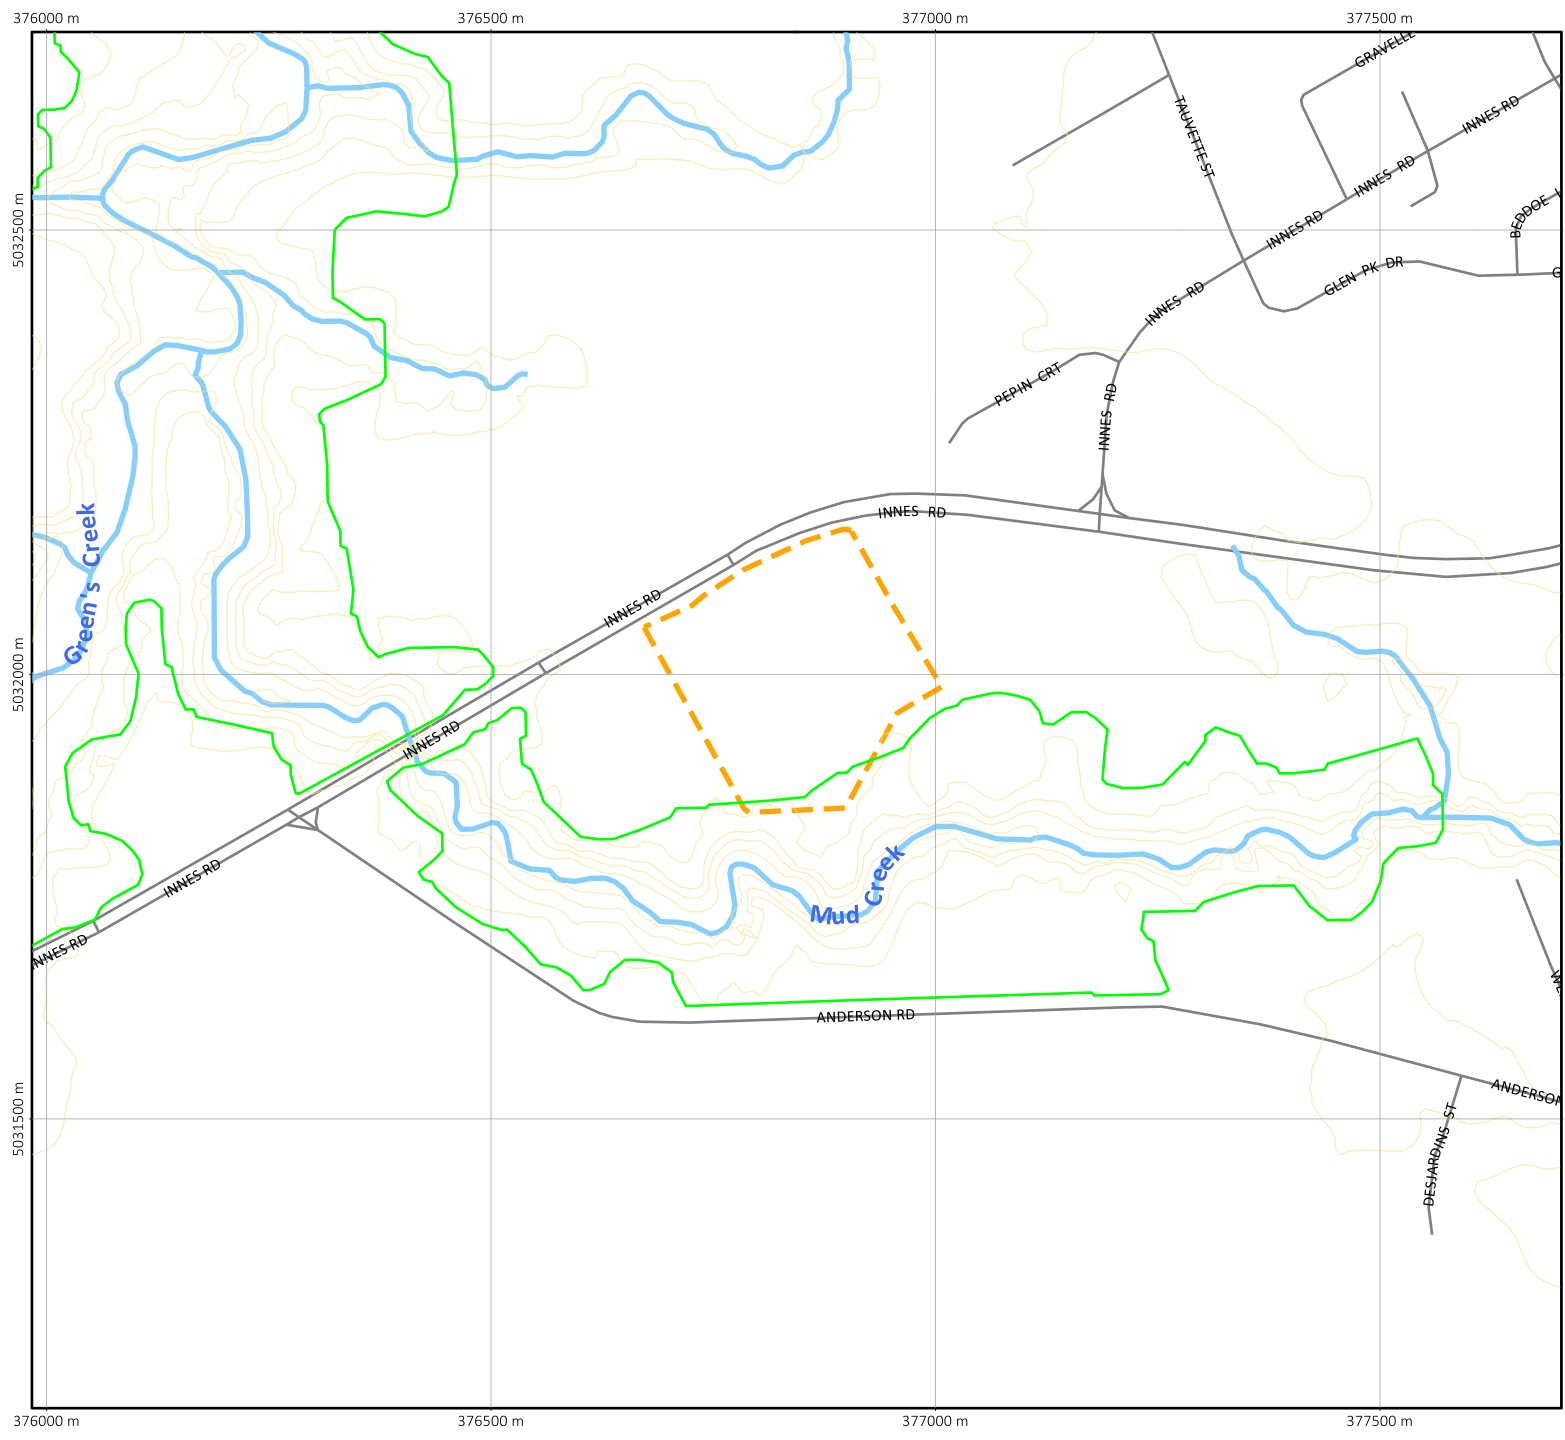 376000 m
376500 m
377000 m
377500 m
GRAVELLE
TAUVETTE ST
INNES RD
INNES RD
BEDDOE
INNES RD
5032500 m
GLEN PK DR
G
INNES RD
PEPIN CRT
INNES RD
INNES RD
Green's Creek
INNES RD
5032000 m
INNES RD
INNES RD
Mud Creek
INNES RD
ANDERSON RD
ANDERSON
5031500 m
DESJARDINS ST
376000 m
376500 m
377000 m
377500 m